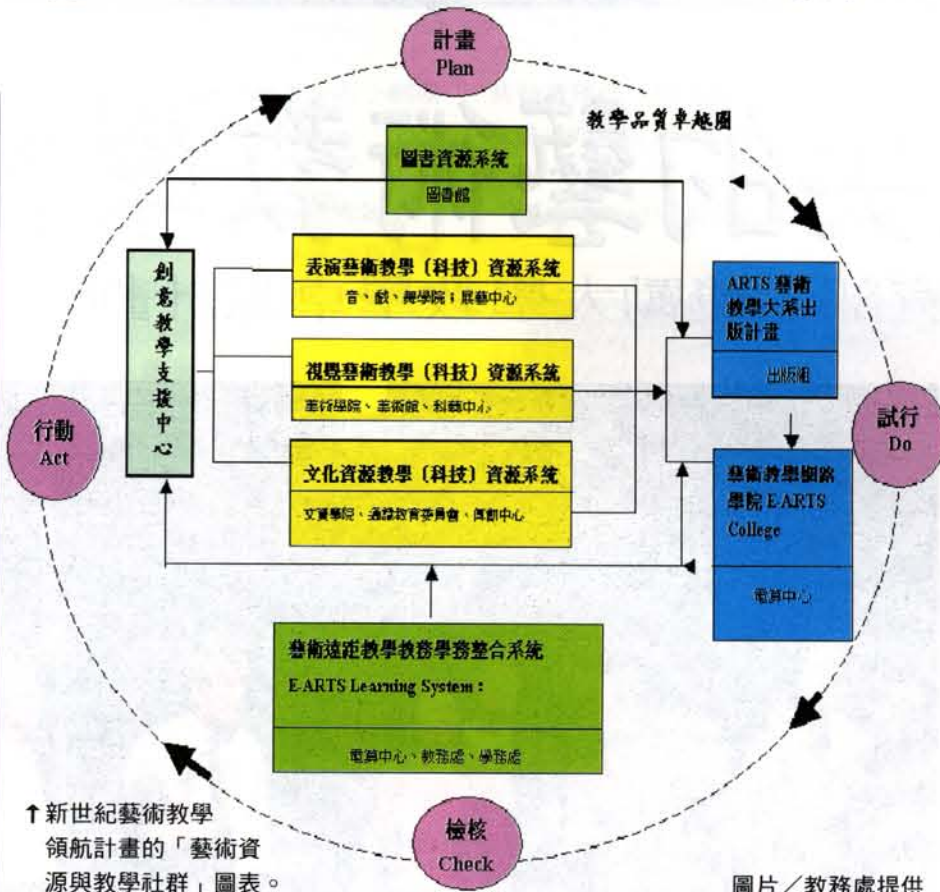 計畫
Plan
教學品質卓越圈
圖書資源系統
圖書館
創意教學支援中心
表演藝術教學〔科技〕資源系統
音、戲、舞學院；展藝中心
視覺藝術教學〔科技〕資源系統
美術學院、美術館、科藝中心
文化資源教學〔科技〕資源系統
文資學院、通識教育委員會、傳創中心
ARTS 藝術
教學大系出
版計畫
出版組
行動
Act
試行
Do
藝術教學網路
學院 E-ARTS
College
電算中心
藝術遠距教學教務學務整合系統
E-ARTS Learning System：
電算中心、教務處、學務處
檢核
Check
↑新世紀藝術教學
領航計畫的「藝術資
源與教學社群」圖表。
圖片／教務處提供